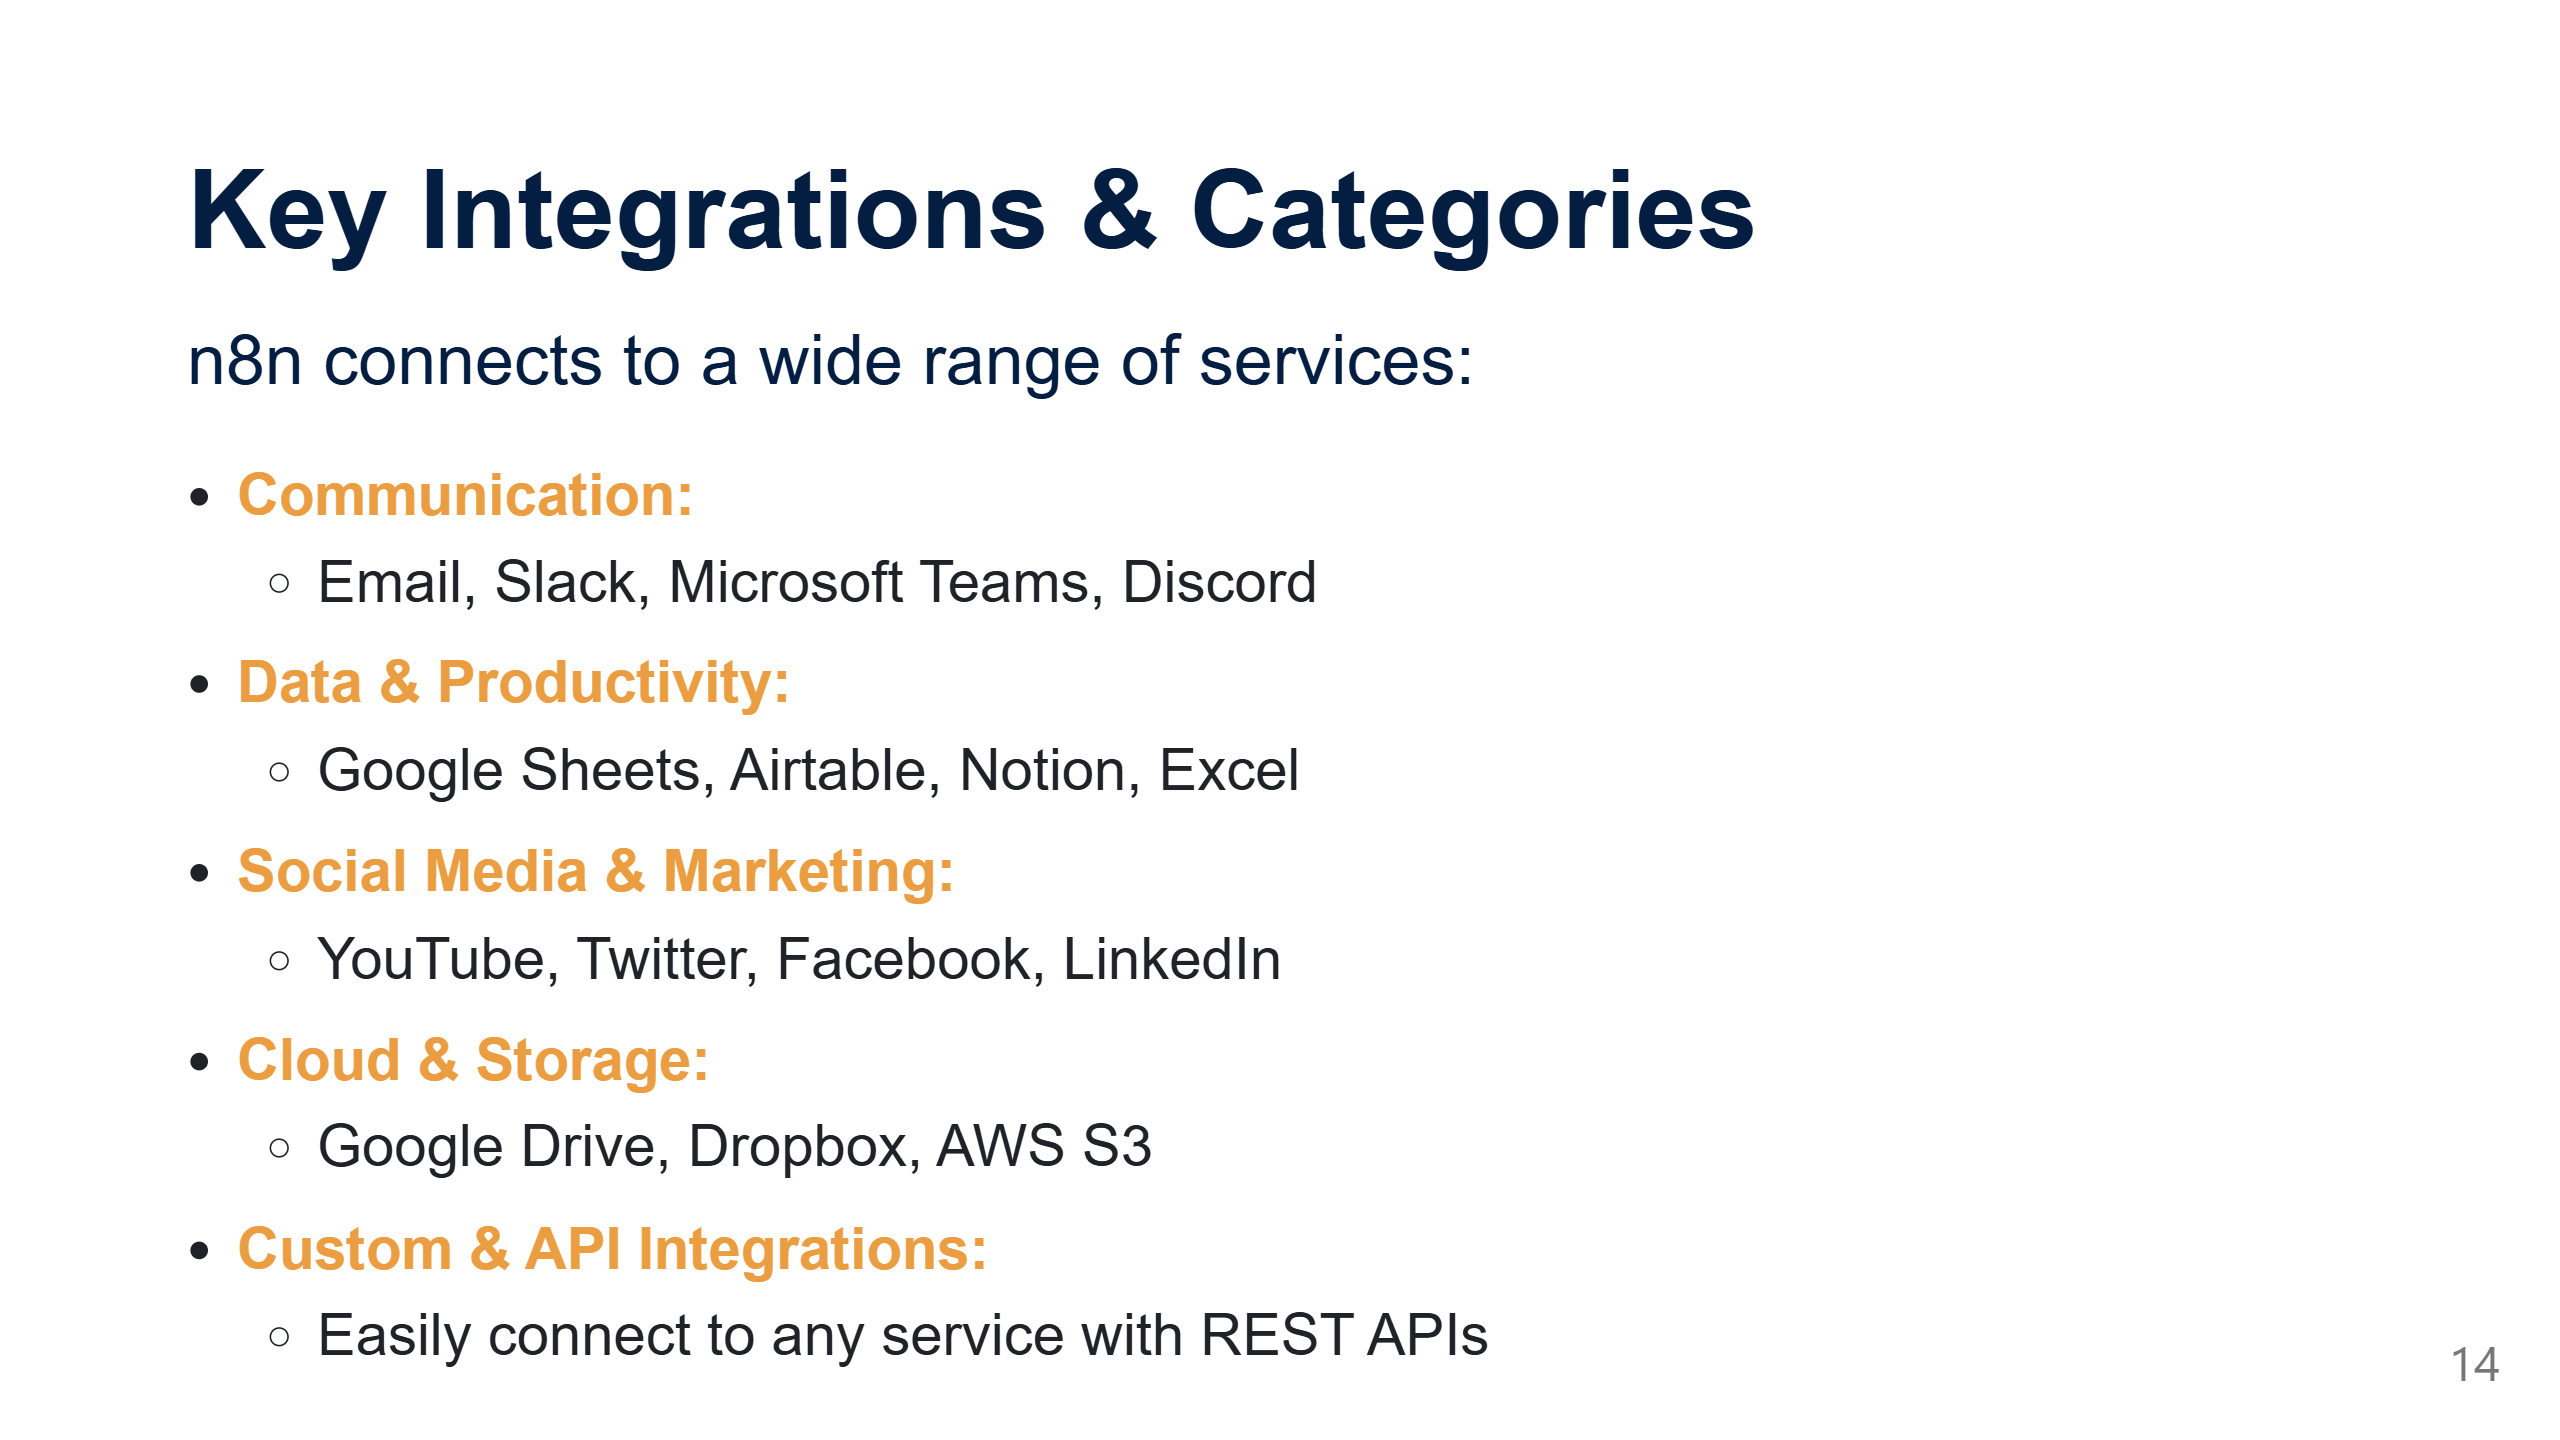 Key Integrations & Categories
n8n connects to a wide range of services:
• Communication:
◦ Email, Slack, Microsoft Teams, Discord
• Data & Productivity:
◦ Google Sheets, Airtable, Notion, Excel
• Social Media & Marketing:
◦ YouTube, Twitter, Facebook, LinkedIn
• Cloud & Storage:
◦ Google Drive, Dropbox, AWS S3
• Custom & API Integrations:
◦ Easily connect to any service with REST APIs
14